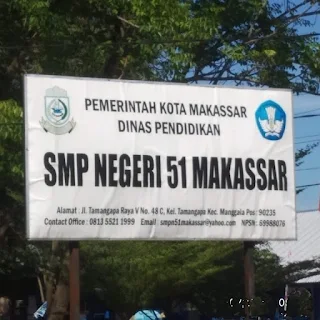 PEMERINTAH KOTA MAKASSAR
DINAS PENDIDIKAN
SMP NEGERI 51 MAKASSAR
Alamat : Jl. Tamangapa Raya V No. 48 C, Kel. Tamangapa Kec. Manggala Pos : 90235
Contact Office : 0813 5521 1999 Email : smpn51makassar@yahoo.com NPSN : 69988076